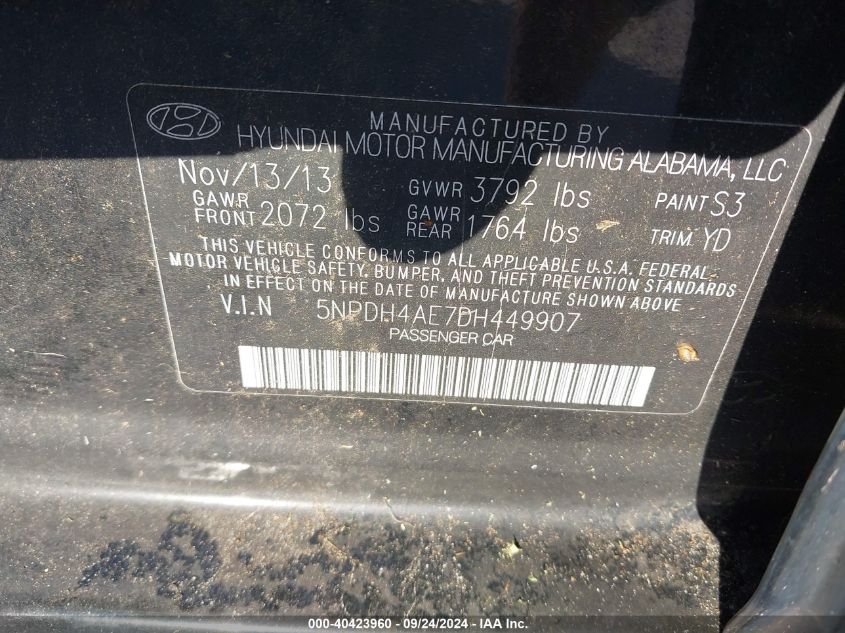 MANUFACTURED BY
HYUNDAI MOTOR MANUFACTURING ALABAMA, LLC
Nov/13/13 GVWR 3792 lbs PAINT S3
GAWR FRONT 2072 lbs GAWR REAR 1764 lbs TRIM YD
THIS VEHICLE CONFORMS TO ALL APPLICABLE U.S.A. FEDERAL
MOTOR VEHICLE SAFETY, BUMPER, AND THEFT PREVENTION STANDARDS
IN EFFECT ON THE DATE OF MANUFACTURE SHOWN ABOVE
V.I.N 5NPDH4AE7DH449907
PASSENGER CAR
000-40423960 - 09/24/2024 - IAA Inc.